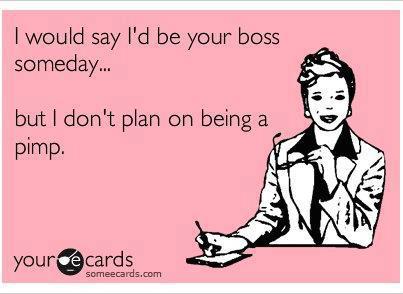 I would say I'd be your boss
someday...
but I don't plan on being a
pimp.
your e cards
someecards.com